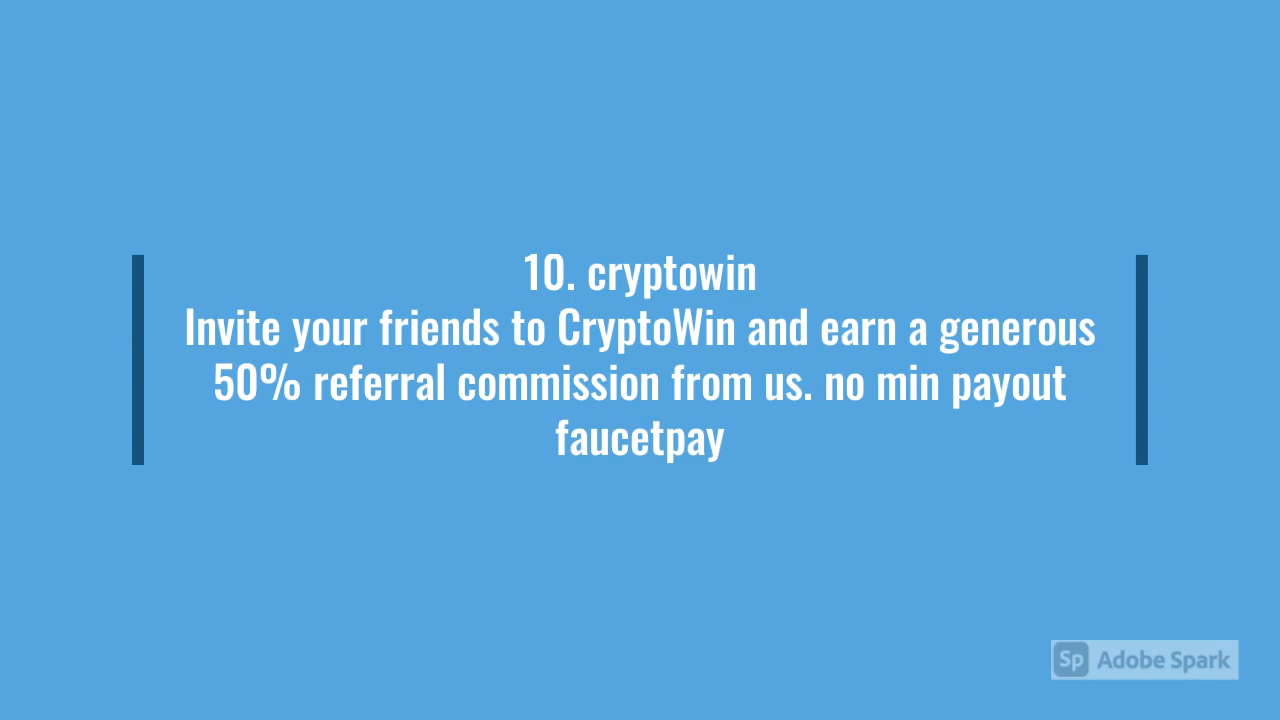 10. cryptowin
Invite your friends to CryptoWin and earn a generous
50% referral commission from us. no min payout
faucetpay
Sp Adobe Spark